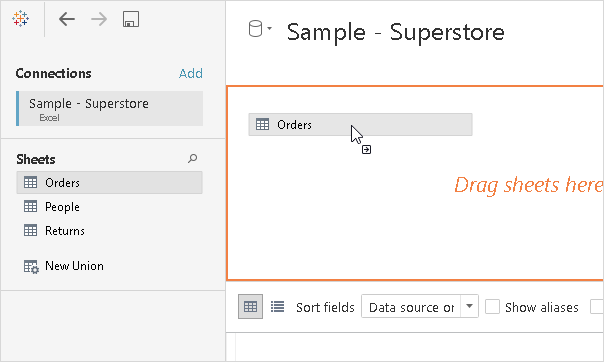 Sample - Superstore
Connections
Add
Sample - Superstore
Excel
Sheets
Orders
People
Returns
New Union
Orders
Drag sheets here
Sort fields
Data source or
Show aliases